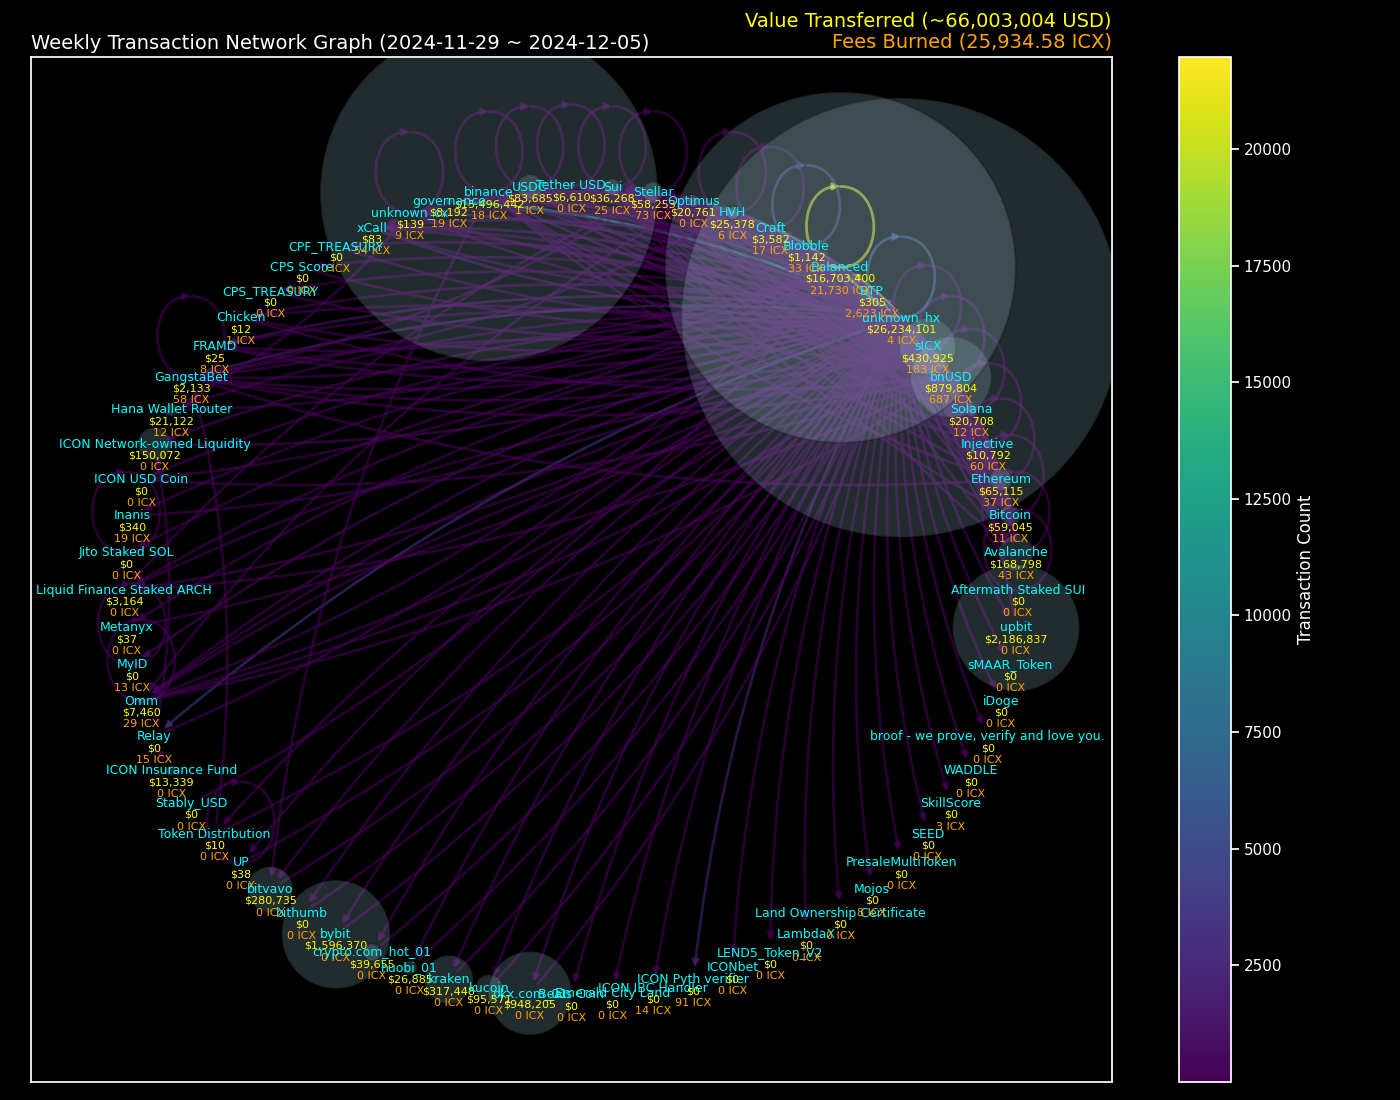 Value Transferred (~66,003,004 USD)
Weekly Transaction Network Graph (2024-11-29 ~ 2024-12-05)
Fees Burned (25,934.58 ICX)
USDC
$83,685
1 ICX
Tether USD
$6,610
0 ICX
Sui
$36,268
25 ICX
Stellar
$58,253
73 ICX
binance
18 ICX
Optimus
$20,761
0 ICX
governance
$8,192
19 ICX
HVH
$25,378
6 ICX
unknown_cx
$139
9 ICX
Craft
$3,582
17 ICX
xCall
$83
54 ICX
Blobble
$1,142
33 ICX
CPF_TREASURY
$0
0 ICX
Balanced
$16,703,400
21,730 ICX
CPS Score
$0
0 ICX
BTP
$305
2,623 ICX
CPS_TREASURY
$0
0 ICX
unknown_hx
$26,234,101
4 ICX
Chicken
$12
1 ICX
sICX
$430,925
183 ICX
FRAMD
$25
8 ICX
bnUSD
$879,804
687 ICX
GangstaBet
$2,133
58 ICX
Solana
$20,708
12 ICX
Hana Wallet Router
$21,122
12 ICX
Injective
$10,792
60 ICX
ICON Network-owned Liquidity
$150,072
0 ICX
Ethereum
$65,115
37 ICX
ICON USD Coin
$0
0 ICX
Bitcoin
$59,045
11 ICX
Inanis
$340
19 ICX
Avalanche
$168,798
43 ICX
Jito Staked SOL
$0
0 ICX
Aftermath Staked SUI
$0
0 ICX
Liquid Finance Staked ARCH
$3,164
0 ICX
upbit
$2,186,837
0 ICX
Metanyx
$37
0 ICX
sMAAR_Token
$0
0 ICX
MyID
$0
13 ICX
iDoge
$0
0 ICX
Omm
$7,460
29 ICX
broof - we prove, verify and love you.
$0
0 ICX
Relay
$0
15 ICX
WADDLE
$0
0 ICX
ICON Insurance Fund
$13,339
0 ICX
SkillScore
$0
3 ICX
Stably_USD
$0
0 ICX
SEED
$0
0 ICX
Token Distribution
$10
0 ICX
PresaleMultiToken
$0
0 ICX
UP
$38
0 ICX
Mojos
$0
8 ICX
bitvavo
$280,735
0 ICX
Land Ownership Certificate
$0
0 ICX
bithumb
$0
0 ICX
LambdaX
$0
0 ICX
bybit
$1,596,370
0 ICX
LEND5_Token_V2
$0
0 ICX
crypto.com_hot_01
$39,655
0 ICX
ICONbet
$0
0 ICX
huobi_01
$26,885
0 ICX
ICON Pyth verifier
$0
91 ICX
kraken
$317,448
0 ICX
ICON IBC Handler
$0
14 ICX
kucoin
0 ICX
Emerald City Land
$0
0 ICX
$948,205
0 ICX
$0
0 ICX
20000
17500
15000
12500
10000
7500
5000
2500
Transaction Count